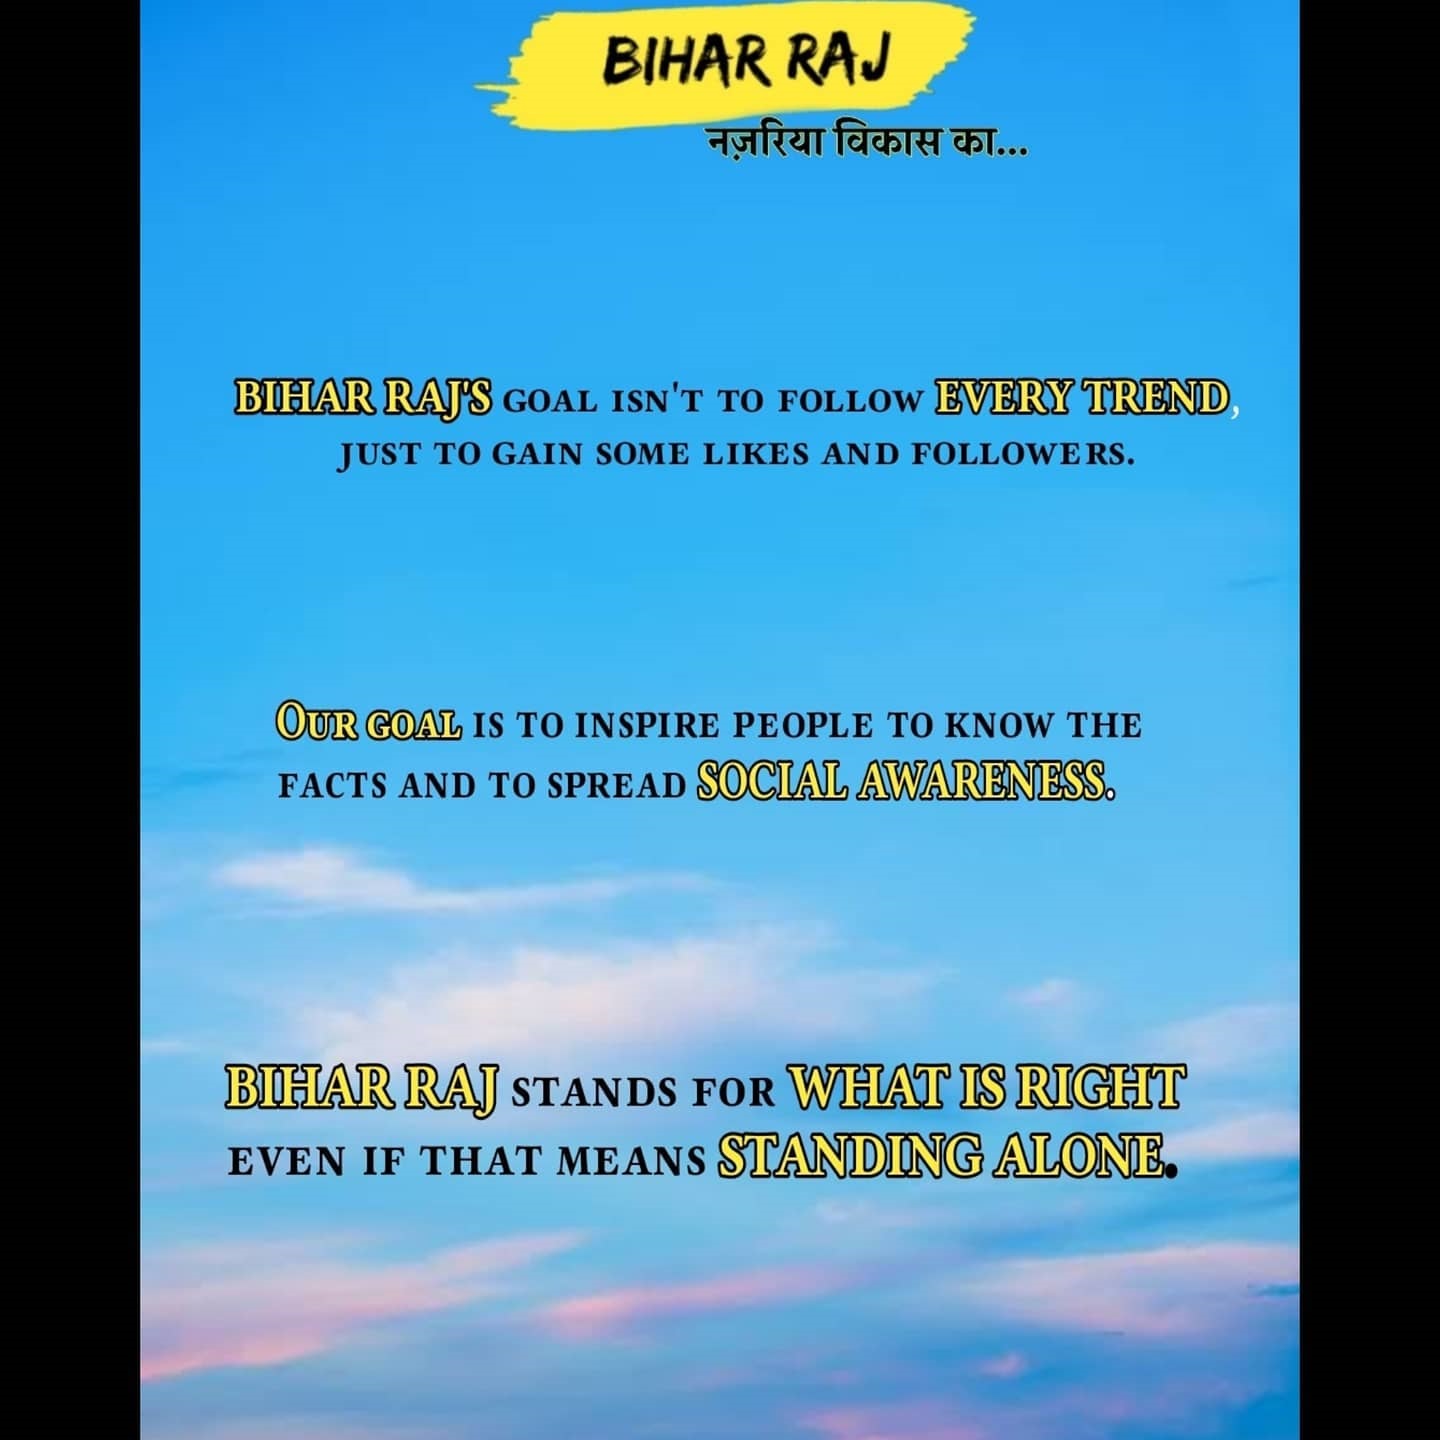 BIHAR RAJ
नज़रिया विकास का...
BIHAR RAJ'S GOAL ISN'T TO FOLLOW EVERY TREND,
JUST TO GAIN SOME LIKES AND FOLLOWERS.
OUR GOAL IS TO INSPIRE PEOPLE TO KNOW THE
FACTS AND TO SPREAD SOCIAL AWARENESS.
BIHAR RAJ STANDS FOR WHAT IS RIGHT
EVEN IF THAT MEANS STANDING ALONE.